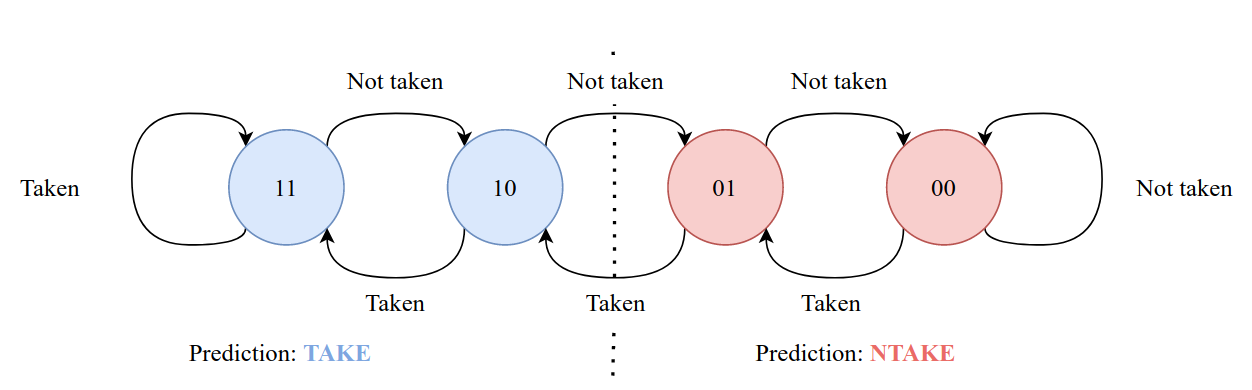 Not taken
Not taken
Not taken
Taken
11
10
01
00
Not taken
Taken
Taken
Taken
Prediction: TAKE
Prediction: NTAKE